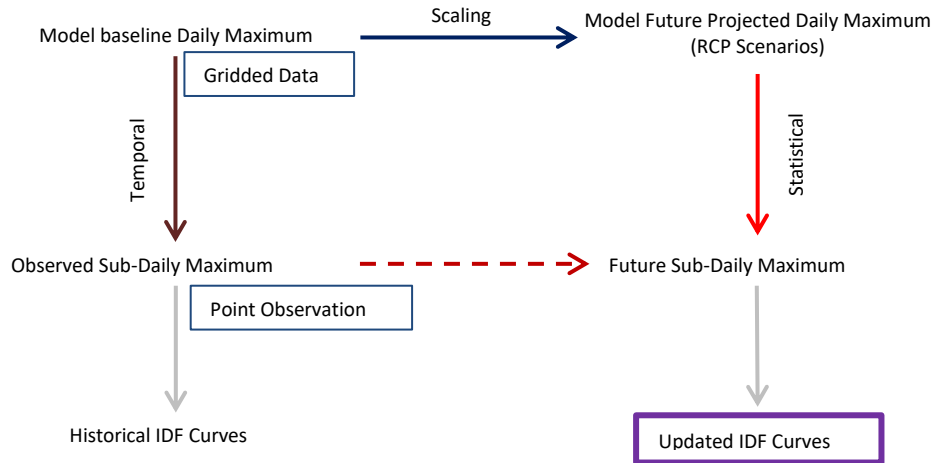 Scaling
Model baseline Daily Maximum
Model Future Projected Daily Maximum
(RCP Scenarios)
Gridded Data
Temporal
Statistical
Observed Sub-Daily Maximum
Future Sub-Daily Maximum
Point Observation
Historical IDF Curves
Updated IDF Curves